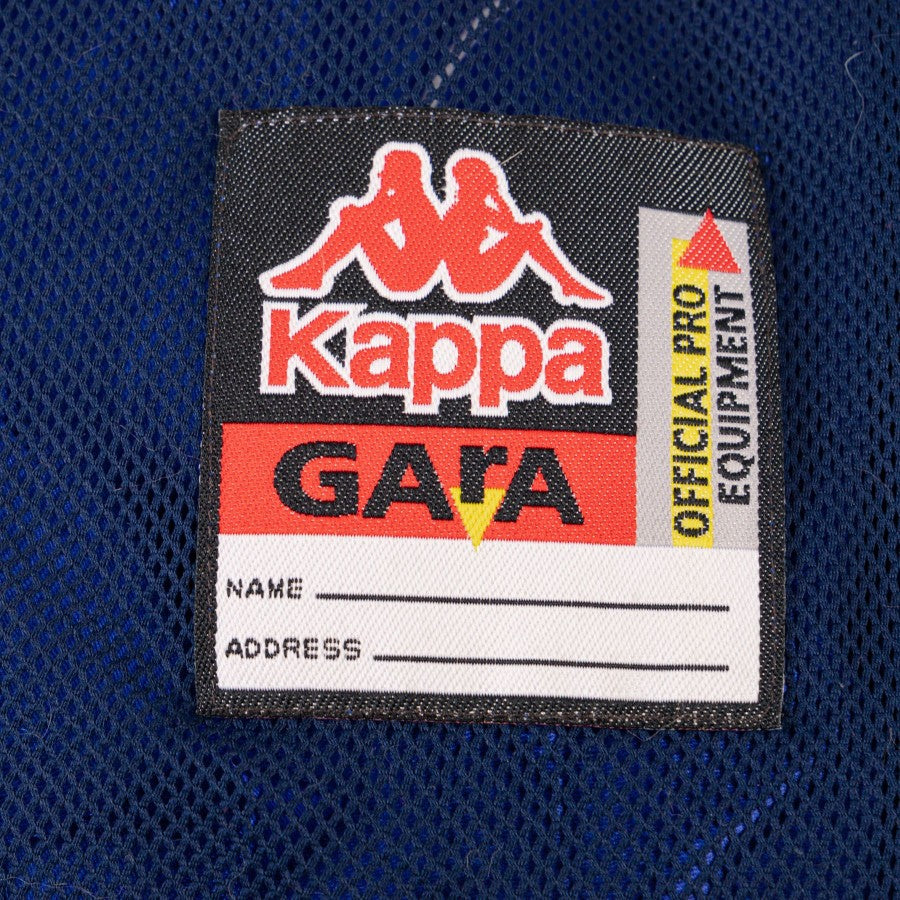 Kappa
GArA
OFFICIAL PRO
EQUIPMENT
NAME
ADDRESS